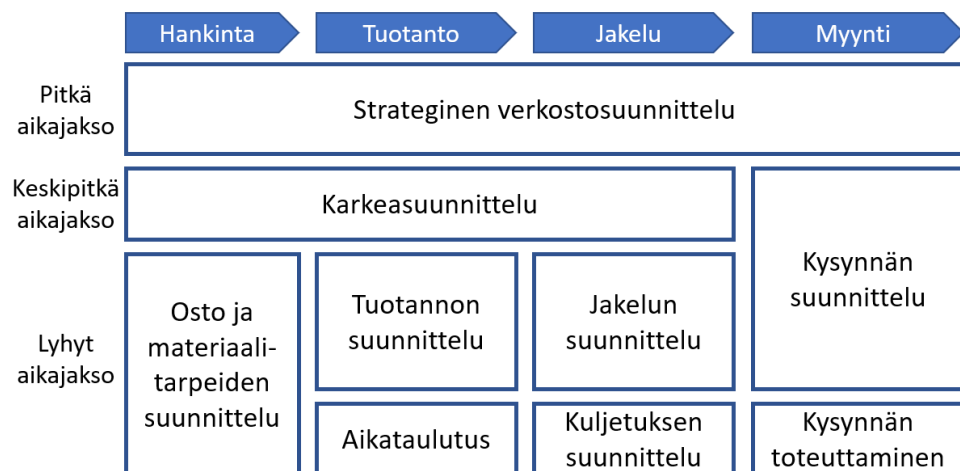 Hankinta
Tuotanto
Jakelu
Myynti
Pitkä
aikajakso
Strateginen verkostosuunnittelu
Keskipitkä
aikajakso
Karkeasuunnittelu
Kysynnän
suunnittelu
Lyhyt
aikajakso
Osto ja
materiaali-
tarpeiden
suunnittelu
Tuotannon
suunnittelu
Jakelun
suunnittelu
Aikataulutus
Kuljetuksen
suunnittelu
Kysynnän
toteuttaminen